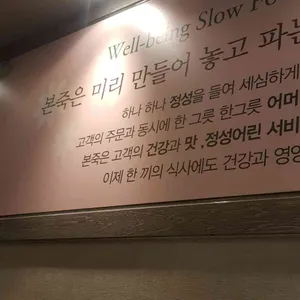 Well-being Slow
본죽은 미리 만들어 놓고 파는
하나 하나 정성을 들여 세심하게
고객의 주문과 동시에 한 그릇 한그릇 어머
본죽은 고객의 건강과 맛, 정성어린 서비
이제 한 끼의 식사에도 건강과 영양